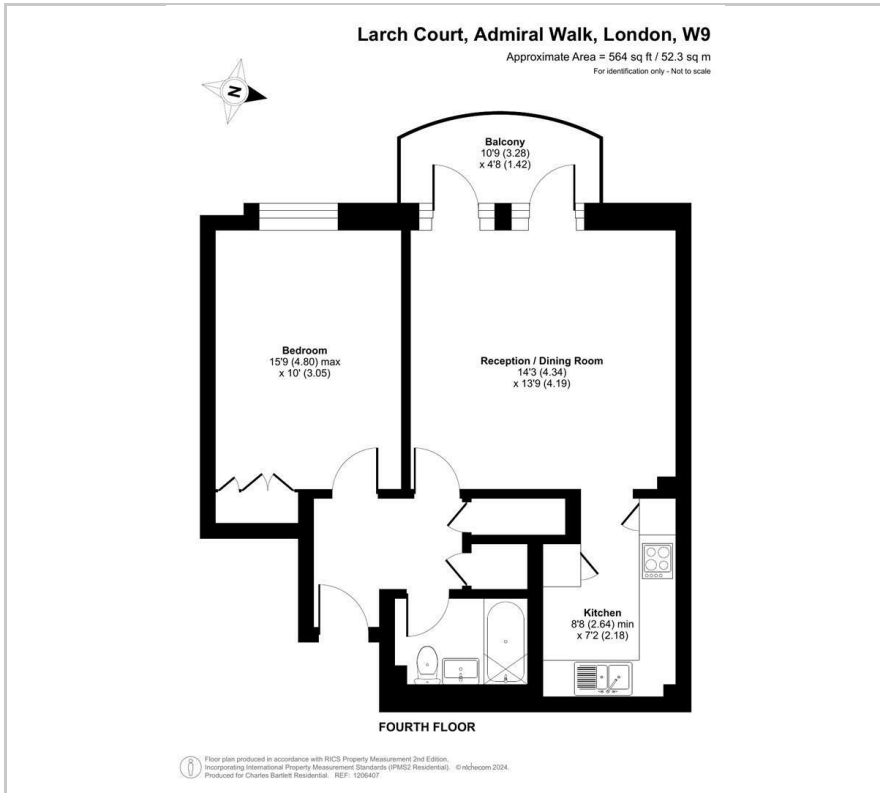 Larch Court, Admiral Walk, London, W9
Approximate Area = 564 sq ft / 52.3 sq m
For identification only - Not to scale
N
Balcony
10'9 (3.28)
x 4'8 (1.42)
Bedroom
15'9 (4.80) max
x 10' (3.05)
Reception / Dining Room
14'3 (4.34)
x 13'9 (4.19)
Kitchen
8'8 (2.64) min
x 7'2 (2.18)
FOURTH FLOOR
Floor plan produced in accordance with RICS Property Measurement 2nd Edition,
Incorporating International Property Measurement Standards (IPMS2 Residential). © nichecom 2024.
Produced for Charles Bartlett Residential. REF: 1206407